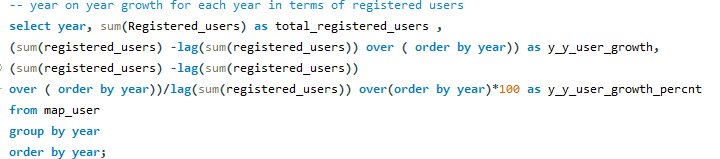 -- year on year growth for each year in terms of registered users
select year, sum(Registered_users) as total_registered_users ,
(sum(registered_users) -lag(sum(registered_users)) over ( order by year)) as y_y_user_growth,
(sum(registered_users) -lag(sum(registered_users))
over ( order by year))/lag(sum(registered_users)) over(order by year)*100 as y_y_user_growth_percnt
from map_user
group by year
order by year;